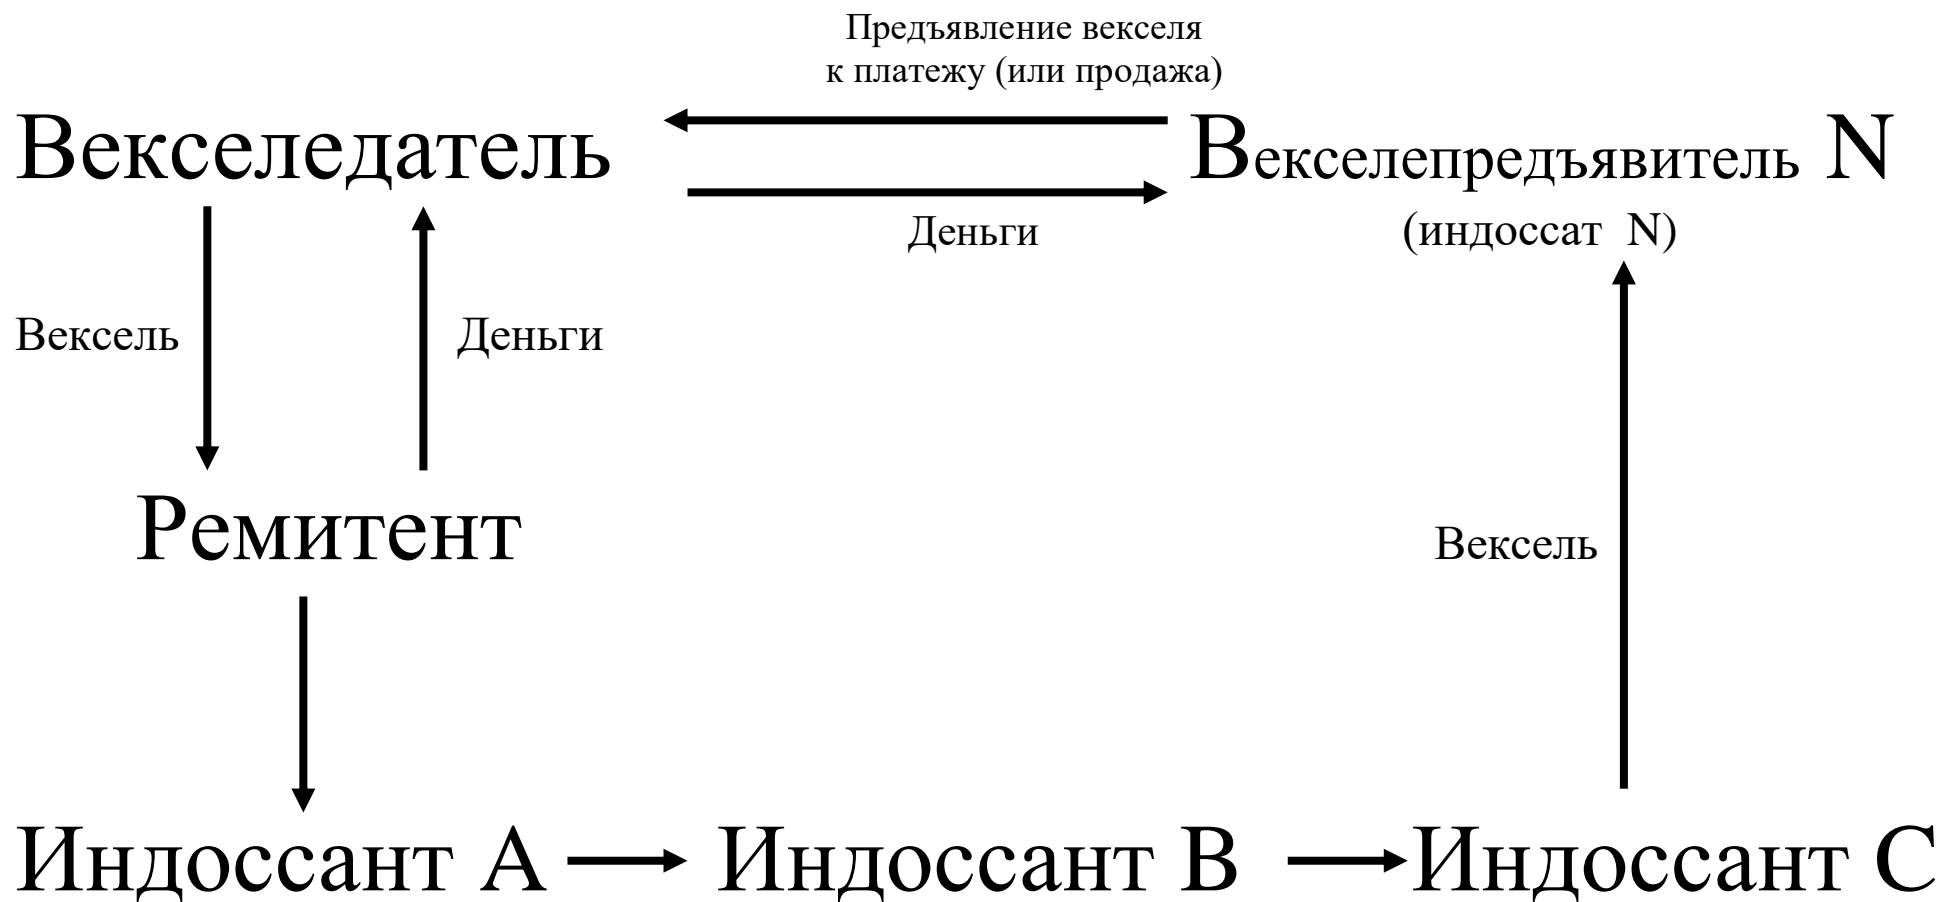 Предъявление векселя
к платежу (или продажа)
Векселедатель
Векселепредъявитель N
Деньги
(индоссат N)
Вексель
Деньги
Ремитент
Вексель
Индоссант A
Индоссант B
Индоссант C